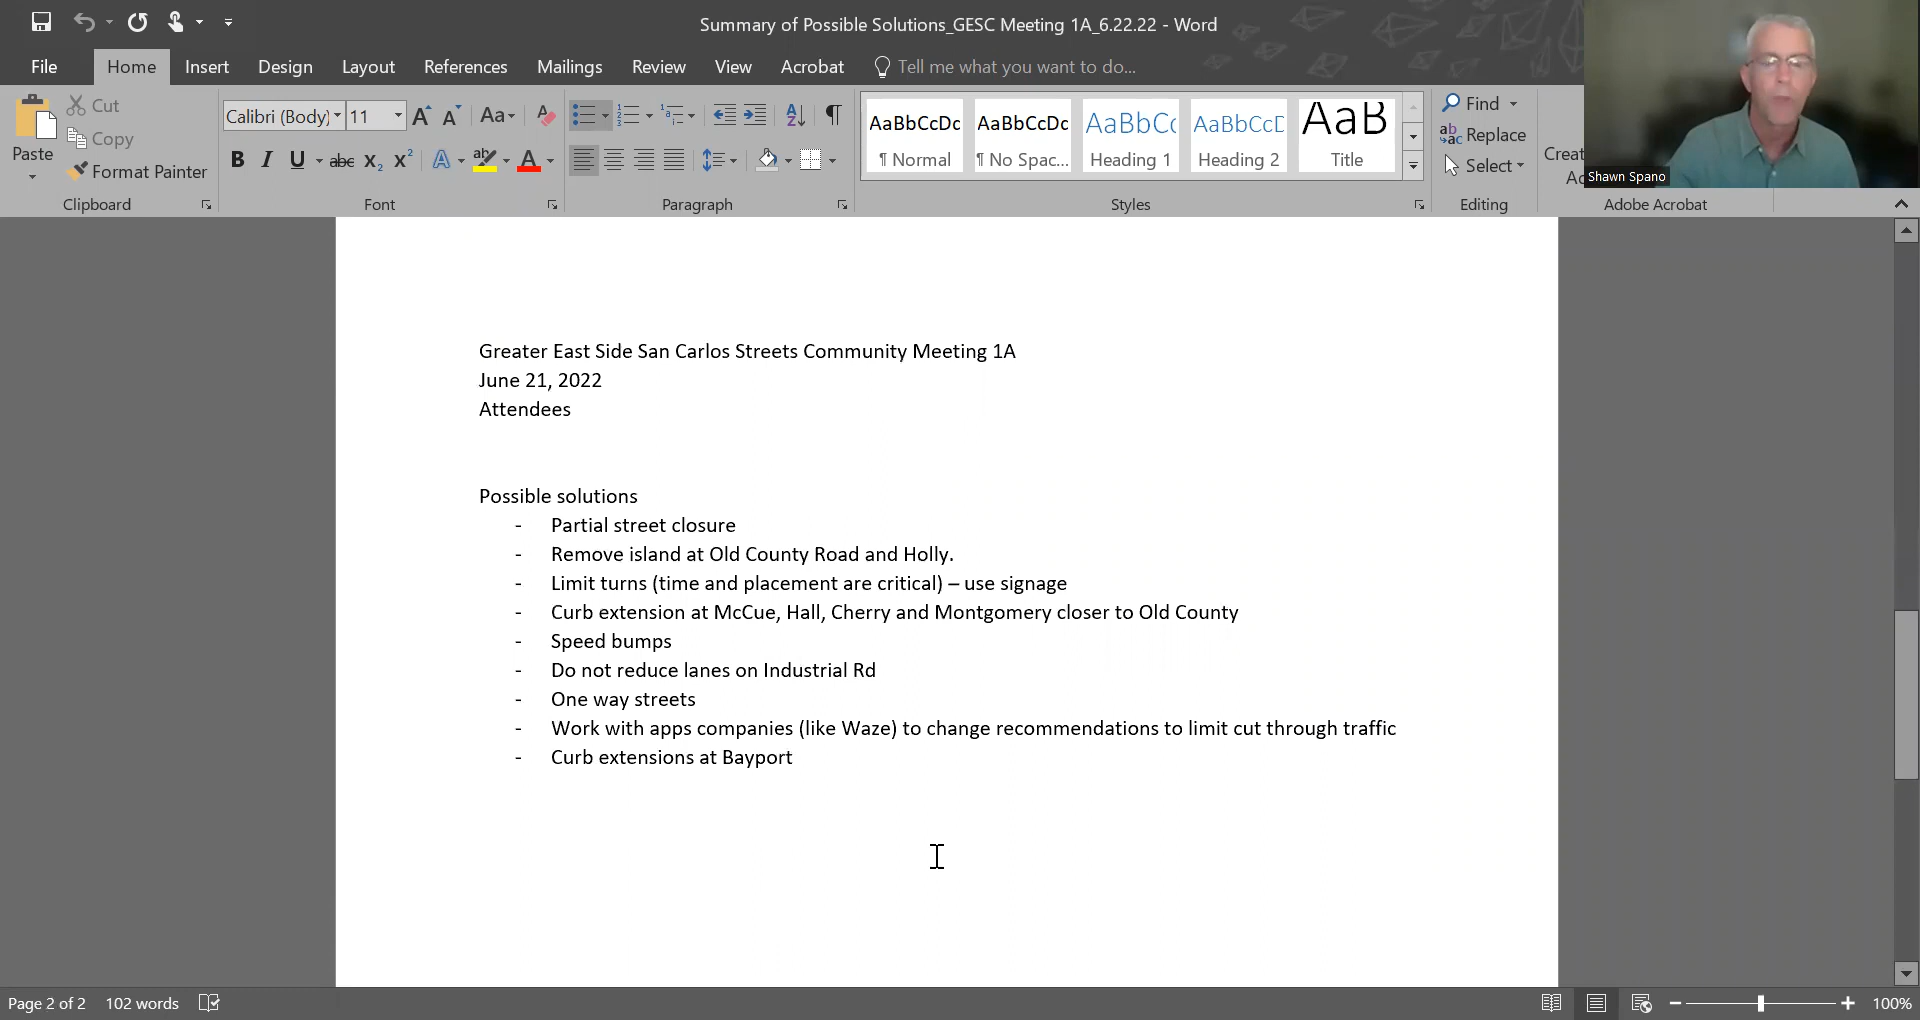 Summary of Possible Solutions_GESC Meeting 1A_6.22.22 - Word
File Home Insert Design Layout References Mailings Review View Acrobat Tell me what you want to do...
Cut
Copy
Paste
Format Painter
Clipboard
Calibri (Body) 11
Aa
B I U abc X₂ X² A ab A
Font
Paragraph
AaBbCcDc AaBbCcDc AaBbCc AaBbCcD AaB
¶ Normal ¶ No Spac... Heading 1 Heading 2 Title
Styles
Find
Replace
Select
Editing
Creat
Ac
Adobe Acrobat
Shawn Spano
Greater East Side San Carlos Streets Community Meeting 1A
June 21, 2022
Attendees
Possible solutions
- Partial street closure
- Remove island at Old County Road and Holly.
- Limit turns (time and placement are critical) – use signage
- Curb extension at McCue, Hall, Cherry and Montgomery closer to Old County
- Speed bumps
- Do not reduce lanes on Industrial Rd
- One way streets
- Work with apps companies (like Waze) to change recommendations to limit cut through traffic
- Curb extensions at Bayport
Page 2 of 2 102 words 100%